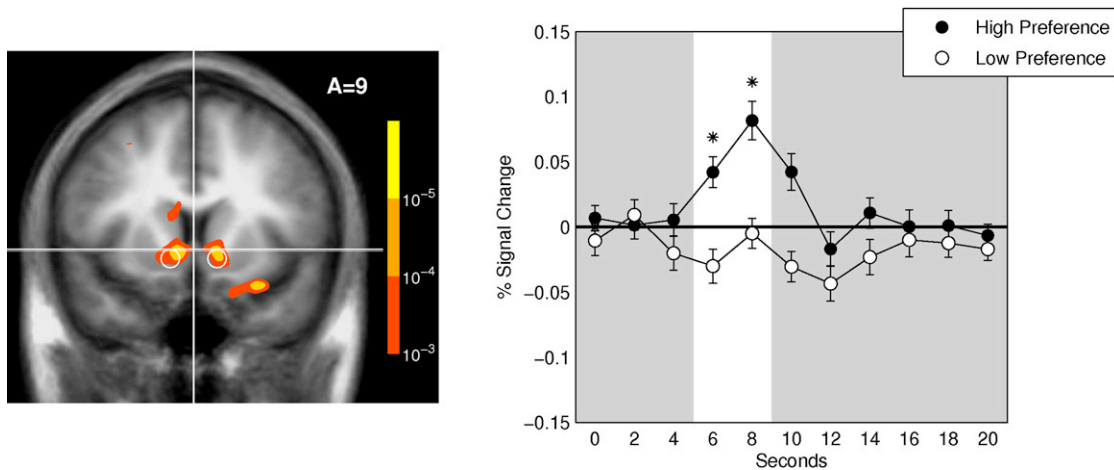 A=9
10⁻⁵
10⁻⁴
10⁻³
High Preference
Low Preference
0.15
0.1
0.05
0
−0.05
−0.1
−0.15
% Signal Change
* *
0 2 4 6 8 10 12 14 16 18 20
Seconds